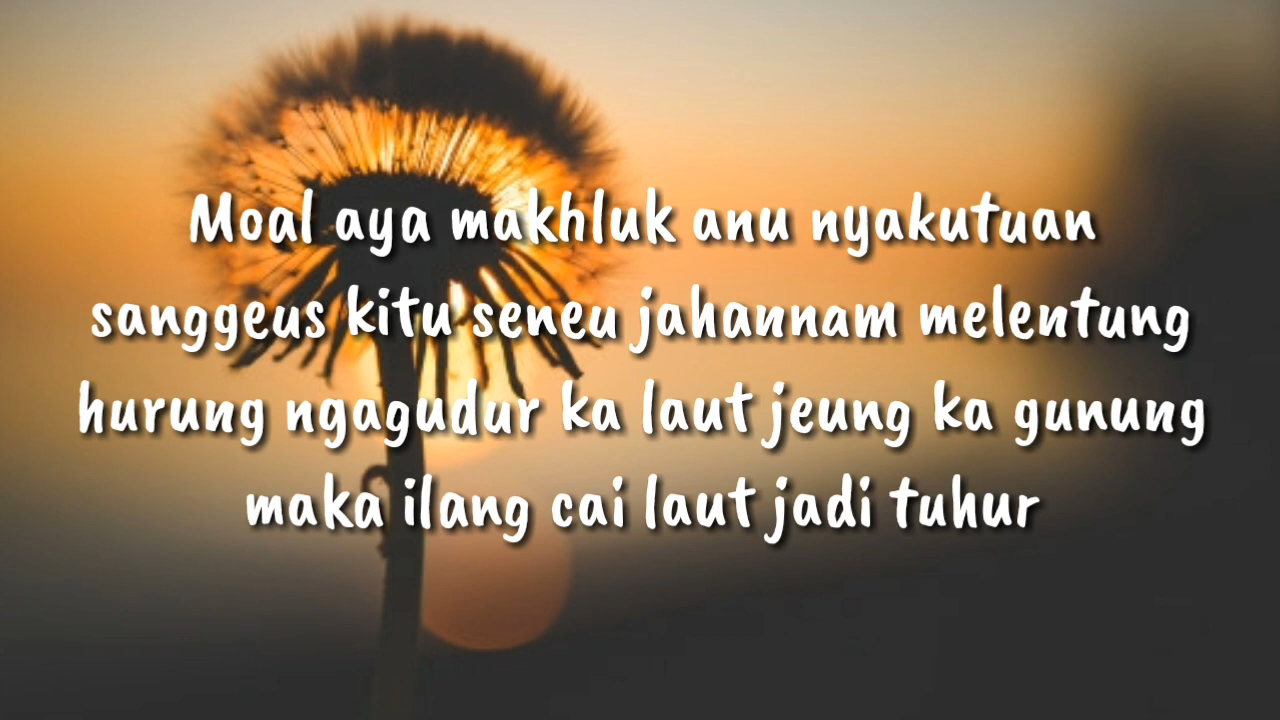 Moal aya makhluk anu nyakutuan
sanggeus kitu seneu jahannam melentung
hurung ngagudur ka laut jeung ka gunung
maka ilang cai laut jadi tuhur